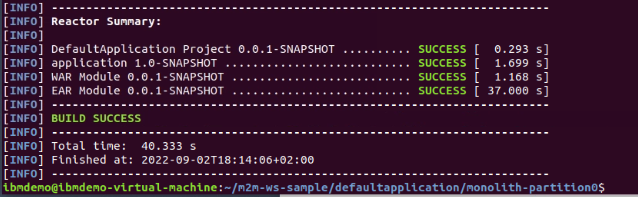 [INFO] ------------------------------------------------------------------------
[INFO] Reactor Summary:
[INFO]
[INFO] DefaultApplication Project 0.0.1-SNAPSHOT .......... SUCCESS [  0.293 s]
[INFO] application 1.0-SNAPSHOT ........................... SUCCESS [  1.699 s]
[INFO] WAR Module 0.0.1-SNAPSHOT .......................... SUCCESS [  1.168 s]
[INFO] EAR Module 0.0.1-SNAPSHOT .......................... SUCCESS [ 37.000 s]
[INFO] ------------------------------------------------------------------------
[INFO] BUILD SUCCESS
[INFO] ------------------------------------------------------------------------
[INFO] Total time:  40.333 s
[INFO] Finished at: 2022-09-02T18:14:06+02:00
[INFO] ------------------------------------------------------------------------
ibmdemo@ibmdemo-virtual-machine:~/m2m-ws-sample/defaultapplication/monolith-partition0$